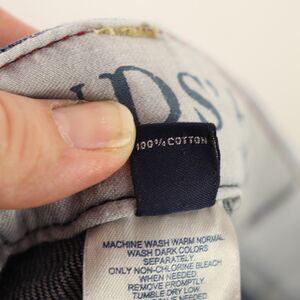 IDS
100% COTTON
MACHINE WASH WARM NORMAL.
WASH DARK COLORS
SEPARATELY.
ONLY NON-CHLORINE BLEACH
WHEN NEEDED.
REMOVE PROMPTLY.
TUMBLE DRY LOW.